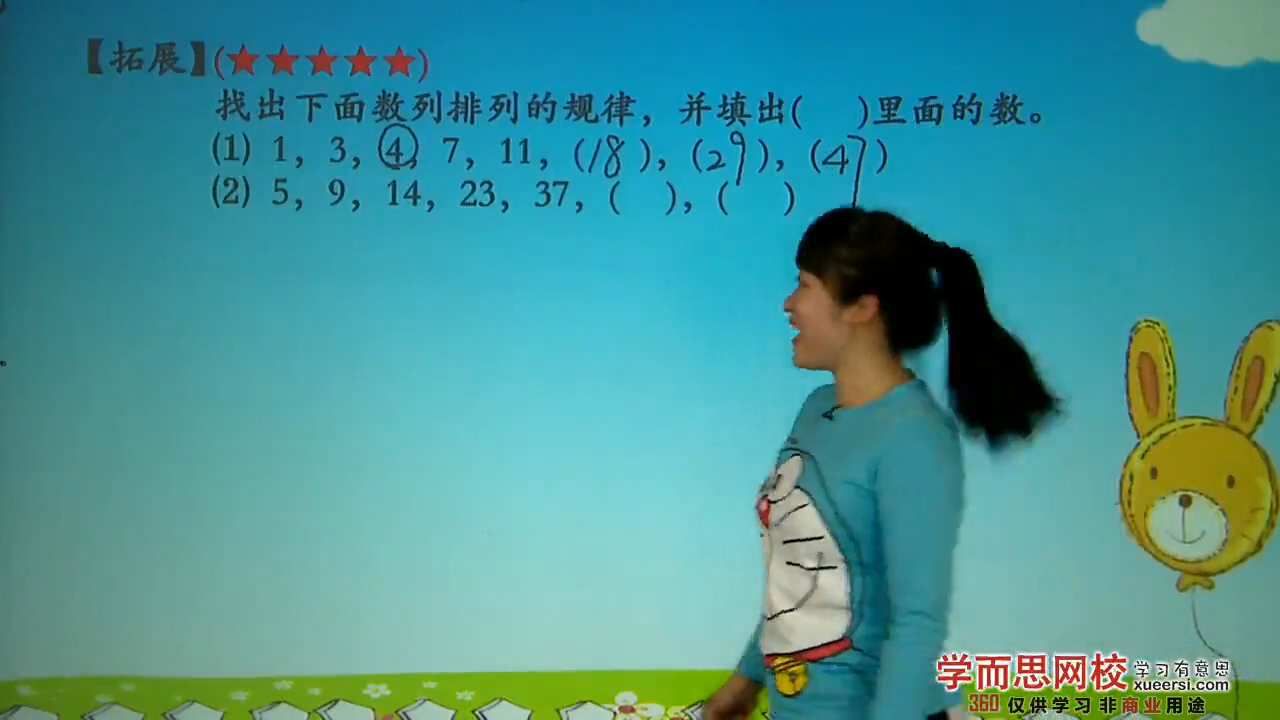 【拓展】(★★★★★)
找出下面数列排列的规律，并填出(　)里面的数。
(1) 1，3，4，7，11，(18)，(29)，(47)
(2) 5，9，14，23，37，(　)，(　)
学而思网校 学习有意思
xueersi.com
360 仅供学习 非商业用途